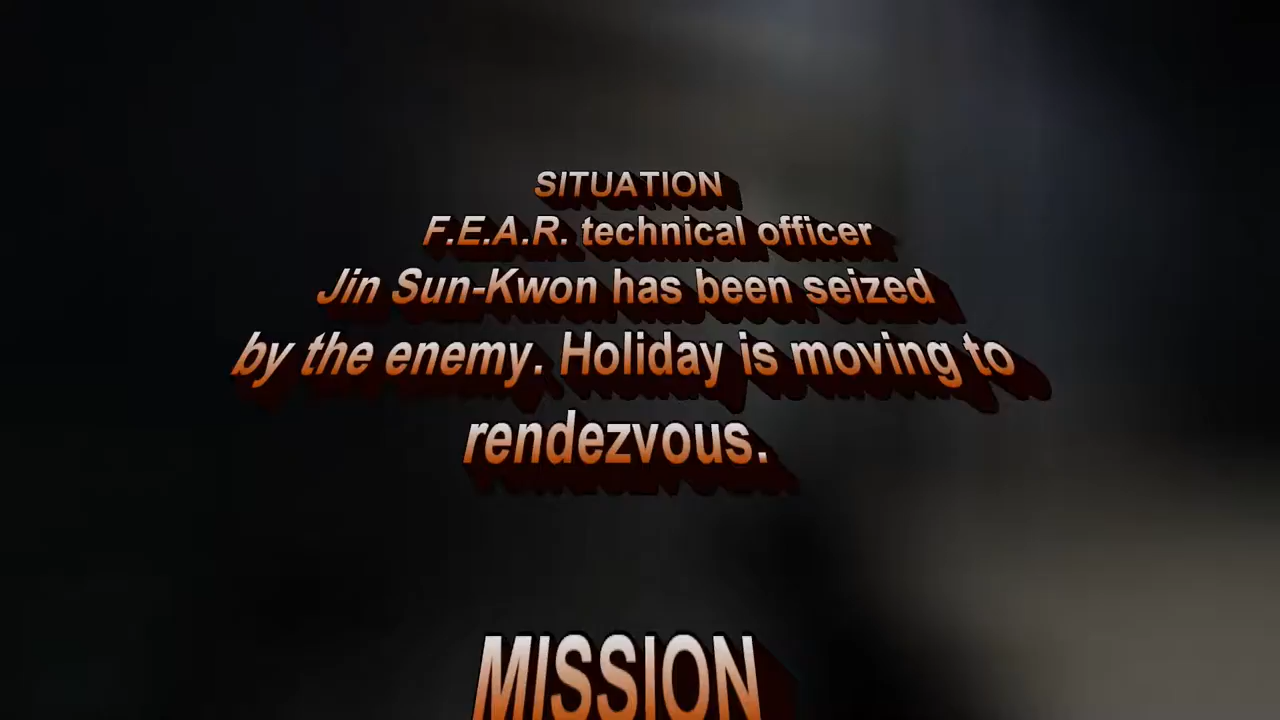 SITUATION
F.E.A.R. technical officer
Jin Sun-Kwon has been seized
by the enemy. Holiday is moving to
rendezvous.
MISSION